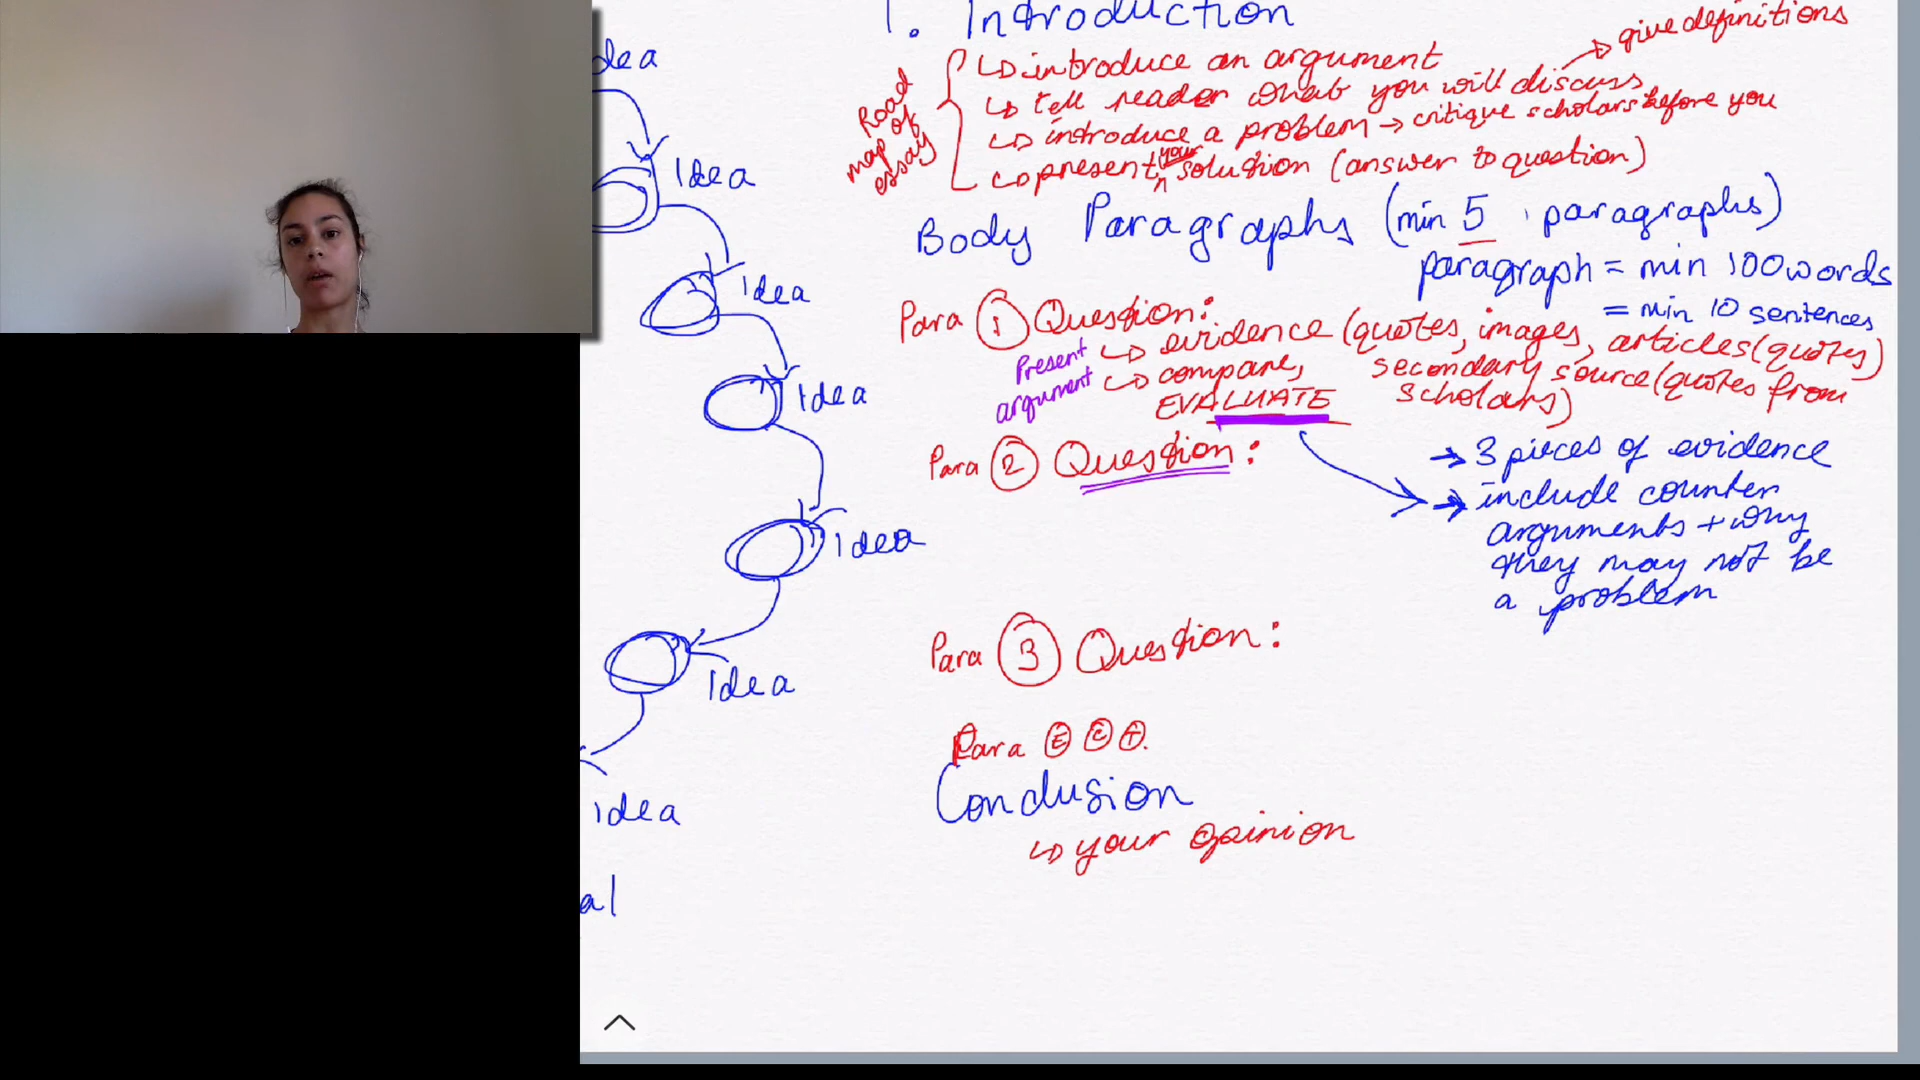 dea
Idea
Idea
Idea
Idea
Idea
idea
al
1. Introduction
Road map of essay
↳ introduce an argument
→ give definitions
↳ tell reader what you will discuss
↳ introduce a problem → critique scholars before you
↳ present your solution (answer to question)
Body Paragraphs (min 5 paragraphs)
paragraph = min 100 words
= min 10 sentences
Para 1 Question:
Present argument
↳ evidence (quotes, images, articles (quotes)
secondary source (quotes from scholars)
↳ compare,
EVALUATE
Para 2 Question:
→ 3 pieces of evidence
→ include counter
arguments + why
they may not be
a problem
Para 3 Question:
Para E C T.
Conclusion
↳ your opinion